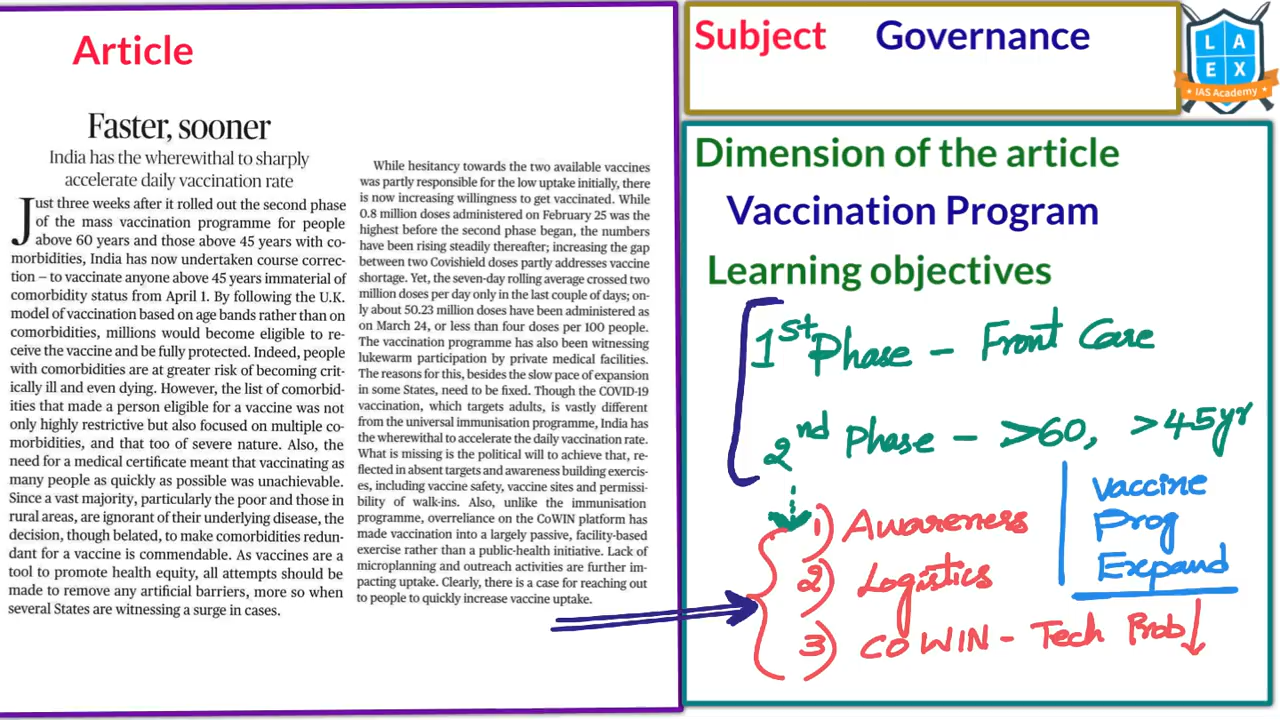 Article
Faster, sooner
India has the wherewithal to sharply
accelerate daily vaccination rate
Just three weeks after it rolled out the second phase
of the mass vaccination programme for people
above 60 years and those above 45 years with co-
morbidities, India has now undertaken course correc-
tion – to vaccinate anyone above 45 years immaterial of
comorbidity status from April 1. By following the U.K.
model of vaccination based on age bands rather than on
comorbidities, millions would become eligible to re-
ceive the vaccine and be fully protected. Indeed, people
with comorbidities are at greater risk of becoming crit-
ically ill and even dying. However, the list of comorbid-
ities that made a person eligible for a vaccine was not
only highly restrictive but also focused on multiple co-
morbidities, and that too of severe nature. Also, the
need for a medical certificate meant that vaccinating as
many people as quickly as possible was unachievable.
Since a vast majority, particularly the poor and those in
rural areas, are ignorant of their underlying disease, the
decision, though belated, to make comorbidities redun-
dant for a vaccine is commendable. As vaccines are a
tool to promote health equity, all attempts should be
made to remove any artificial barriers, more so when
several States are witnessing a surge in cases.
While hesitancy towards the two available vaccines
was partly responsible for the low uptake initially, there
is now increasing willingness to get vaccinated. While
0.8 million doses administered on February 25 was the
highest before the second phase began, the numbers
have been rising steadily thereafter; increasing the gap
between two Covishield doses partly addresses vaccine
shortage. Yet, the seven-day rolling average crossed two
million doses per day only in the last couple of days; on-
ly about 50.23 million doses have been administered as
on March 24, or less than four doses per 100 people.
The vaccination programme has also been witnessing
lukewarm participation by private medical facilities.
The reasons for this, besides the slow pace of expansion
in some States, need to be fixed. Though the COVID-19
vaccination, which targets adults, is vastly different
from the universal immunisation programme, India has
the wherewithal to accelerate the daily vaccination rate.
What is missing is the political will to achieve that, re-
flected in absent targets and awareness building exercis-
es, including vaccine safety, vaccine sites and permissi-
bility of walk-ins. Also, unlike the immunisation
programme, overreliance on the CoWIN platform has
made vaccination into a largely passive, facility-based
exercise rather than a public-health initiative. Lack of
microplanning and outreach activities are further im-
pacting uptake. Clearly, there is a case for reaching out
to people to quickly increase vaccine uptake.
Subject Governance
L A
E X
IAS Academy
Dimension of the article
Vaccination Program
Learning objectives
1st Phase – Front Care
2nd Phase – >60, >45yr
Vaccine
Prog
Expand
1) Awareness
2) Logistics
3) COWIN – Tech Prob